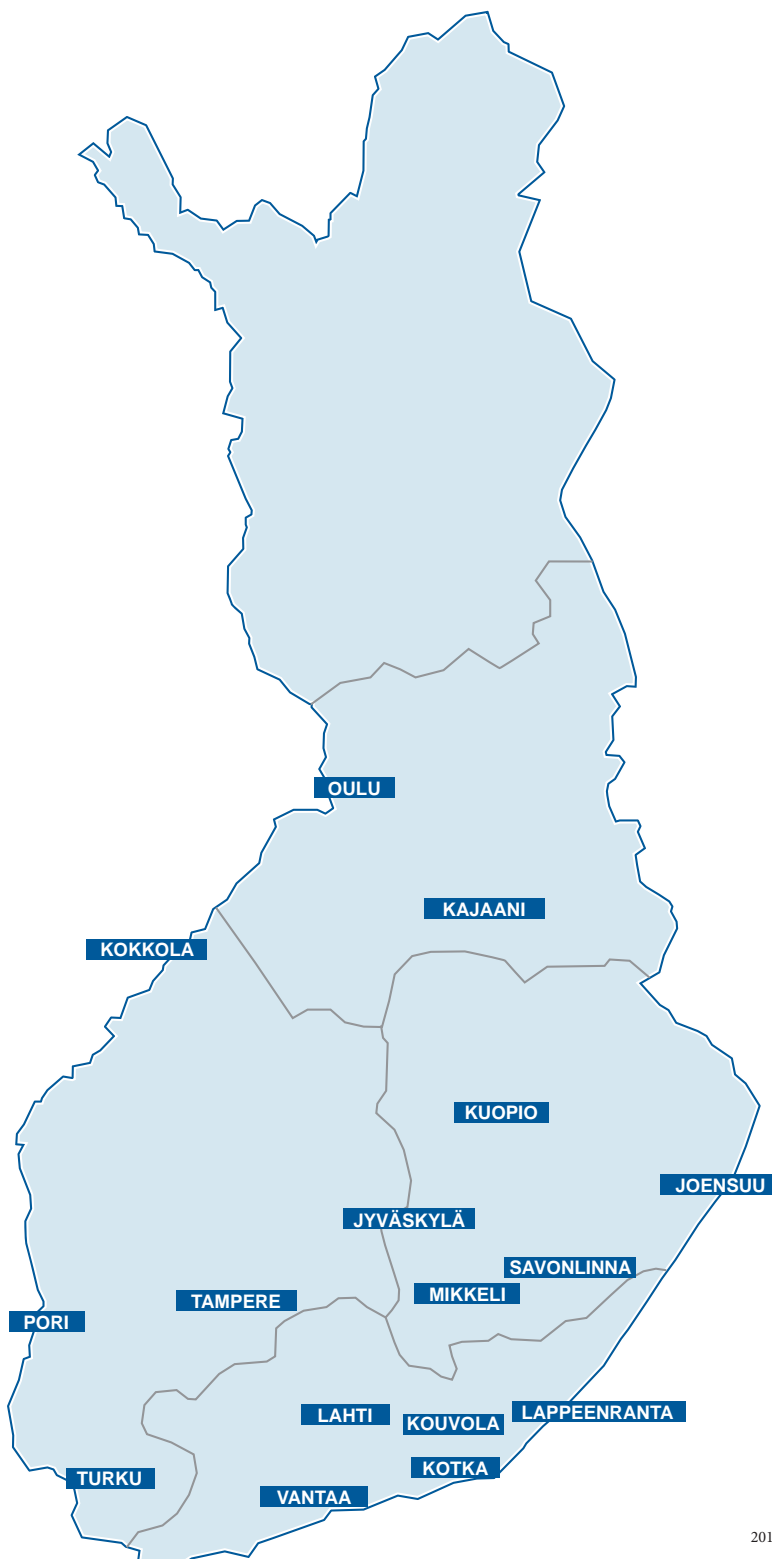 OULU
KAJAANI
KOKKOLA
KUOPIO
JOENSUU
JYVÄSKYLÄ
SAVONLINNA
MIKKELI
TAMPERE
PORI
LAHTI
KOUVOLA
LAPPEENRANTA
KOTKA
TURKU
VANTAA
201